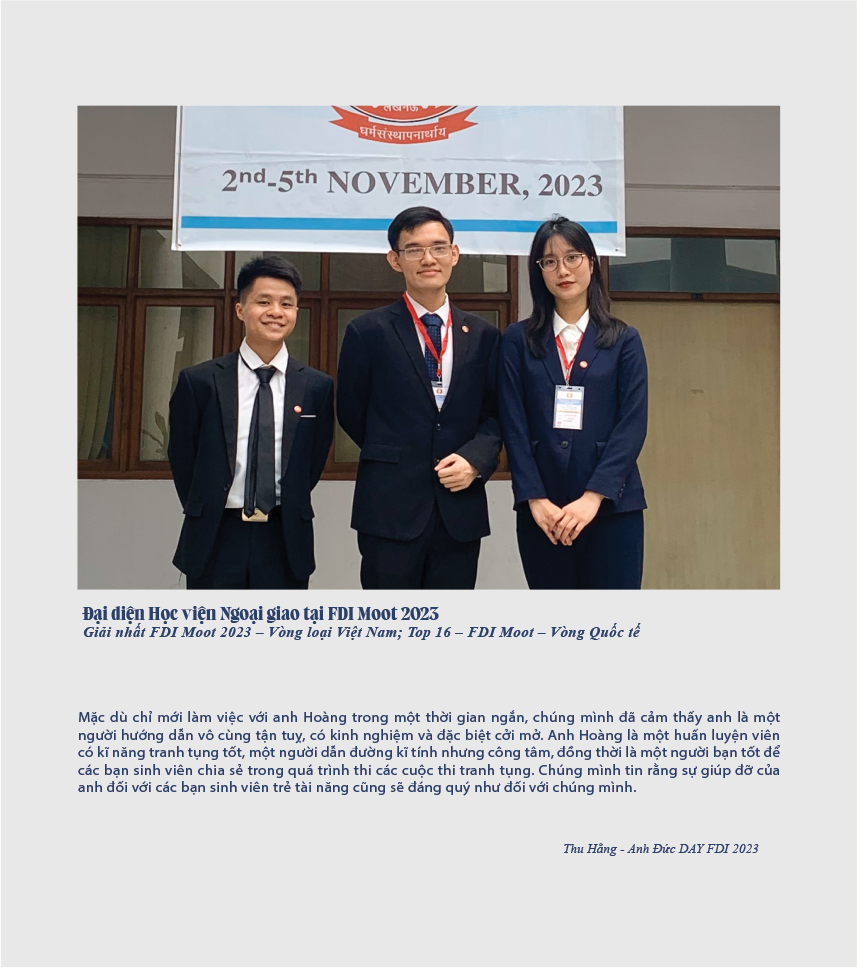 लखनऊ
धर्मसंस्थापनार्थाय
2nd-5th NOVEMBER, 2023
Đại diện Học viện Ngoại giao tại FDI Moot 2023
Giải nhất FDI Moot 2023 – Vòng loại Việt Nam; Top 16 – FDI Moot – Vòng Quốc tế
Mặc dù chỉ mới làm việc với anh Hoàng trong một thời gian ngắn, chúng mình đã cảm thấy anh là một
người hướng dẫn vô cùng tận tuỵ, có kinh nghiệm và đặc biệt cởi mở. Anh Hoàng là một huấn luyện viên
có kĩ năng tranh tụng tốt, một người dẫn đường kĩ tính nhưng công tâm, đồng thời là một người bạn tốt để
các bạn sinh viên chia sẻ trong quá trình thi các cuộc thi tranh tụng. Chúng mình tin rằng sự giúp đỡ của
anh đối với các bạn sinh viên trẻ tài năng cũng sẽ đáng quý như đối với chúng mình.
Thu Hằng - Anh Đức DAY FDI 2023